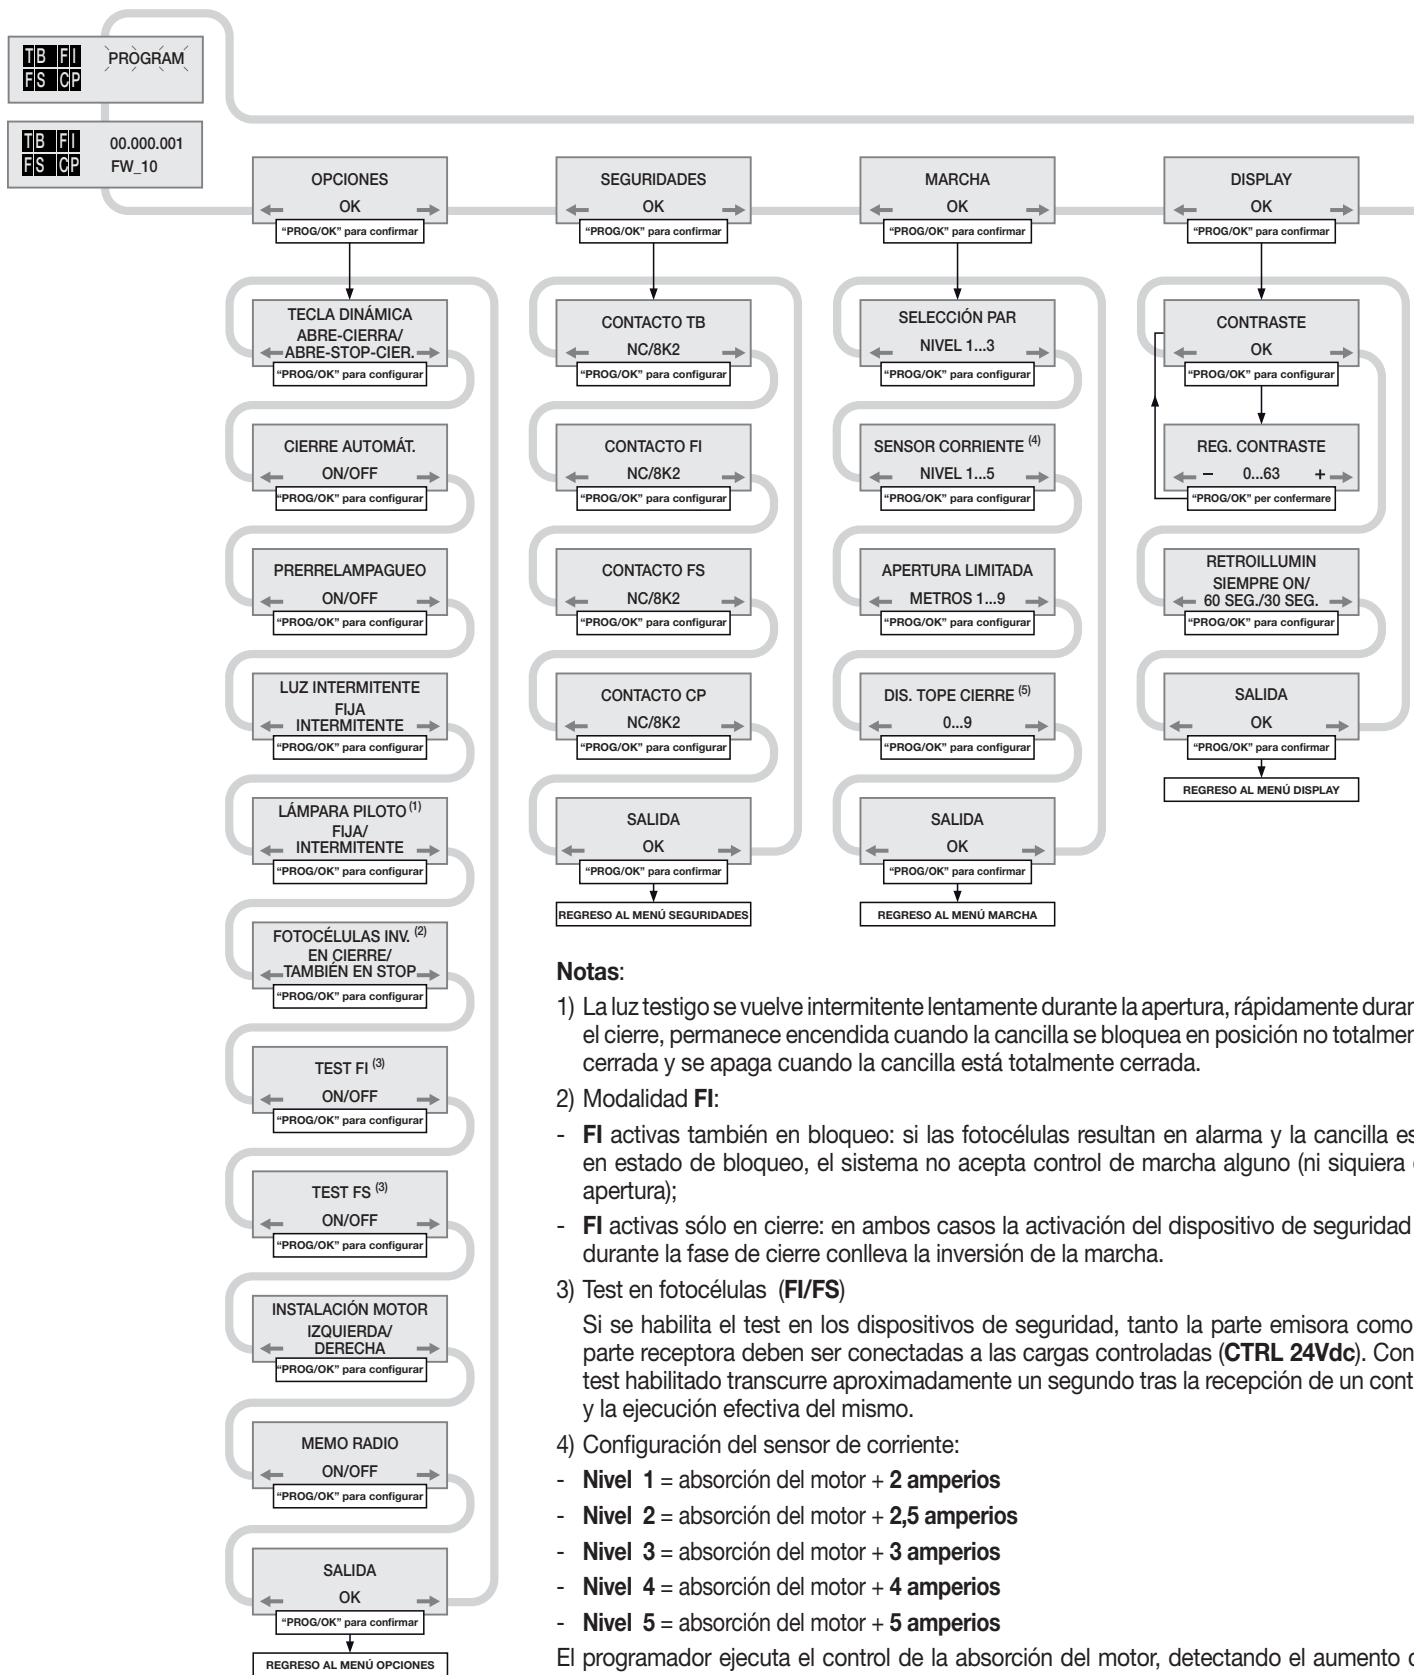 TB FI
FS CP
PROGRAM
TB FI
FS CP
00.000.001
FW_10
OPCIONES
OK
“PROG/OK” para confirmar
TECLA DINÁMICA
ABRE-CIERRA/
ABRE-STOP-CIER.
“PROG/OK” para configurar
CIERRE AUTOMÁT.
ON/OFF
“PROG/OK” para configurar
PRERRELAMPAGUEO
ON/OFF
“PROG/OK” para configurar
LUZ INTERMITENTE
FIJA
INTERMITENTE
“PROG/OK” para configurar
LÁMPARA PILOTO (1)
FIJA/
INTERMITENTE
“PROG/OK” para configurar
FOTOCÉLULAS INV. (2)
EN CIERRE/
TAMBIÉN EN STOP
“PROG/OK” para configurar
TEST FI (3)
ON/OFF
“PROG/OK” para configurar
TEST FS (3)
ON/OFF
“PROG/OK” para configurar
INSTALACIÓN MOTOR
IZQUIERDA/
DERECHA
“PROG/OK” para configurar
MEMO RADIO
ON/OFF
“PROG/OK” para configurar
SALIDA
OK
“PROG/OK” para confirmar
REGRESO AL MENÚ OPCIONES
SEGURIDADES
OK
“PROG/OK” para confirmar
CONTACTO TB
NC/8K2
“PROG/OK” para configurar
CONTACTO FI
NC/8K2
“PROG/OK” para configurar
CONTACTO FS
NC/8K2
“PROG/OK” para configurar
CONTACTO CP
NC/8K2
“PROG/OK” para configurar
SALIDA
OK
“PROG/OK” para confirmar
REGRESO AL MENÚ SEGURIDADES
MARCHA
OK
“PROG/OK” para confirmar
SELECCIÓN PAR
NIVEL 1...3
“PROG/OK” para configurar
SENSOR CORRIENTE (4)
NIVEL 1...5
“PROG/OK” para configurar
APERTURA LIMITADA
METROS 1...9
“PROG/OK” para configurar
DIS. TOPE CIERRE (5)
0...9
“PROG/OK” para configurar
SALIDA
OK
“PROG/OK” para confirmar
REGRESO AL MENÚ MARCHA
DISPLAY
OK
“PROG/OK” para confirmar
CONTRASTE
OK
“PROG/OK” para configurar
REG. CONTRASTE
– 0...63 +
“PROG/OK” per confermare
RETROILLUMIN
SIEMPRE ON/
60 SEG./30 SEG.
“PROG/OK” para configurar
SALIDA
OK
“PROG/OK” para confirmar
REGRESO AL MENÚ DISPLAY
Notas:
1) La luz testigo se vuelve intermitente lentamente durante la apertura, rápidamente
el cierre, permanece encendida cuando la cancilla se bloquea en posición no
cerrada y se apaga cuando la cancilla está totalmente cerrada.
2) Modalidad FI:
- FI activas también en bloqueo: si las fotocélulas resultan en alarma y la cancilla
en estado de bloqueo, el sistema no acepta control de marcha alguno (ni siquiera
apertura);
- FI activas sólo en cierre: en ambos casos la activación del dispositivo de seguridad
durante la fase de cierre conlleva la inversión de la marcha.
3) Test en fotocélulas (FI/FS)
Si se habilita el test en los dispositivos de seguridad, tanto la parte emisora como
parte receptora deben ser conectadas a las cargas controladas (CTRL 24Vdc). Con
test habilitado transcurre aproximadamente un segundo tras la recepción de un
y la ejecución efectiva del mismo.
4) Configuración del sensor de corriente:
- Nivel 1 = absorción del motor + 2 amperios
- Nivel 2 = absorción del motor + 2,5 amperios
- Nivel 3 = absorción del motor + 3 amperios
- Nivel 4 = absorción del motor + 4 amperios
- Nivel 5 = absorción del motor + 5 amperios
El programador ejecuta el control de la absorción del motor, detectando el aumento